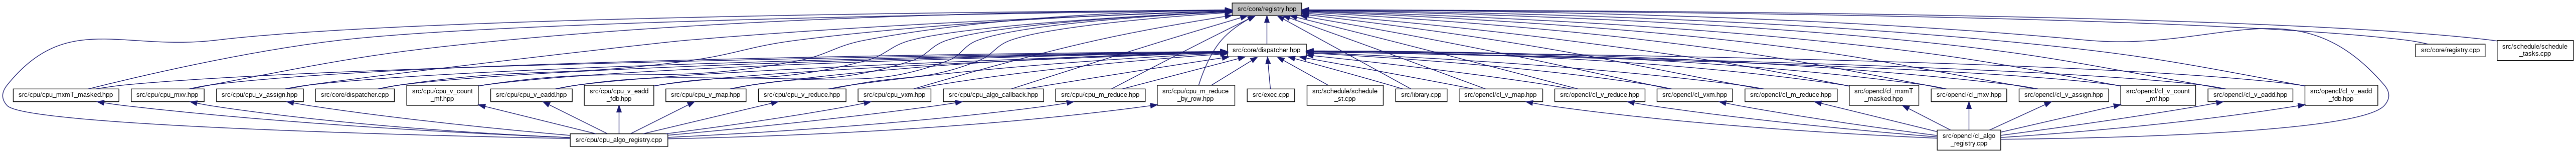 src/core/registry.hpp
src/core/dispatcher.hpp
src/core/registry.cpp
src/schedule/schedule
_tasks.cpp
src/cpu/cpu_mxmT_masked.hpp
src/cpu/cpu_mxv.hpp
src/cpu/cpu_v_assign.hpp
src/core/dispatcher.cpp
src/cpu/cpu_v_count
_mf.hpp
src/cpu/cpu_v_eadd.hpp
src/cpu/cpu_v_eadd
_fdb.hpp
src/cpu/cpu_v_map.hpp
src/cpu/cpu_v_reduce.hpp
src/cpu/cpu_vxm.hpp
src/cpu/cpu_algo_callback.hpp
src/cpu/cpu_m_reduce.hpp
src/cpu/cpu_m_reduce
_by_row.hpp
src/exec.cpp
src/schedule/schedule
_st.cpp
src/library.cpp
src/opencl/cl_v_map.hpp
src/opencl/cl_v_reduce.hpp
src/opencl/cl_vxm.hpp
src/opencl/cl_m_reduce.hpp
src/opencl/cl_mxmT
_masked.hpp
src/opencl/cl_mxv.hpp
src/opencl/cl_v_assign.hpp
src/opencl/cl_v_count
_mf.hpp
src/opencl/cl_v_eadd.hpp
src/opencl/cl_v_eadd
_fdb.hpp
src/cpu/cpu_algo_registry.cpp
src/opencl/cl_algo
_registry.cpp